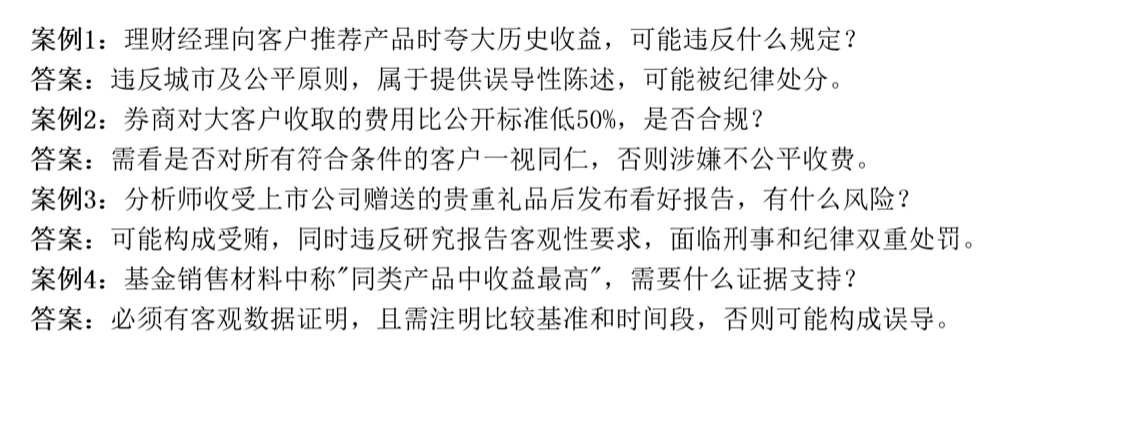 案例1：理财经理向客户推荐产品时夸大历史收益，可能违反什么规定？
答案：违反城市及公平原则，属于提供误导性陈述，可能被纪律处分。
案例2：券商对大客户收取的费用比公开标准低50%，是否合规？
答案：需看是否对所有符合条件的客户一视同仁，否则涉嫌不公平收费。
案例3：分析师收受上市公司赠送的贵重礼品后发布看好报告，有什么风险？
答案：可能构成受贿，同时违反研究报告客观性要求，面临刑事和纪律双重处罚。
案例4：基金销售材料中称"同类产品中收益最高"，需要什么证据支持？
答案：必须有客观数据证明，且需注明比较基准和时间段，否则可能构成误导。